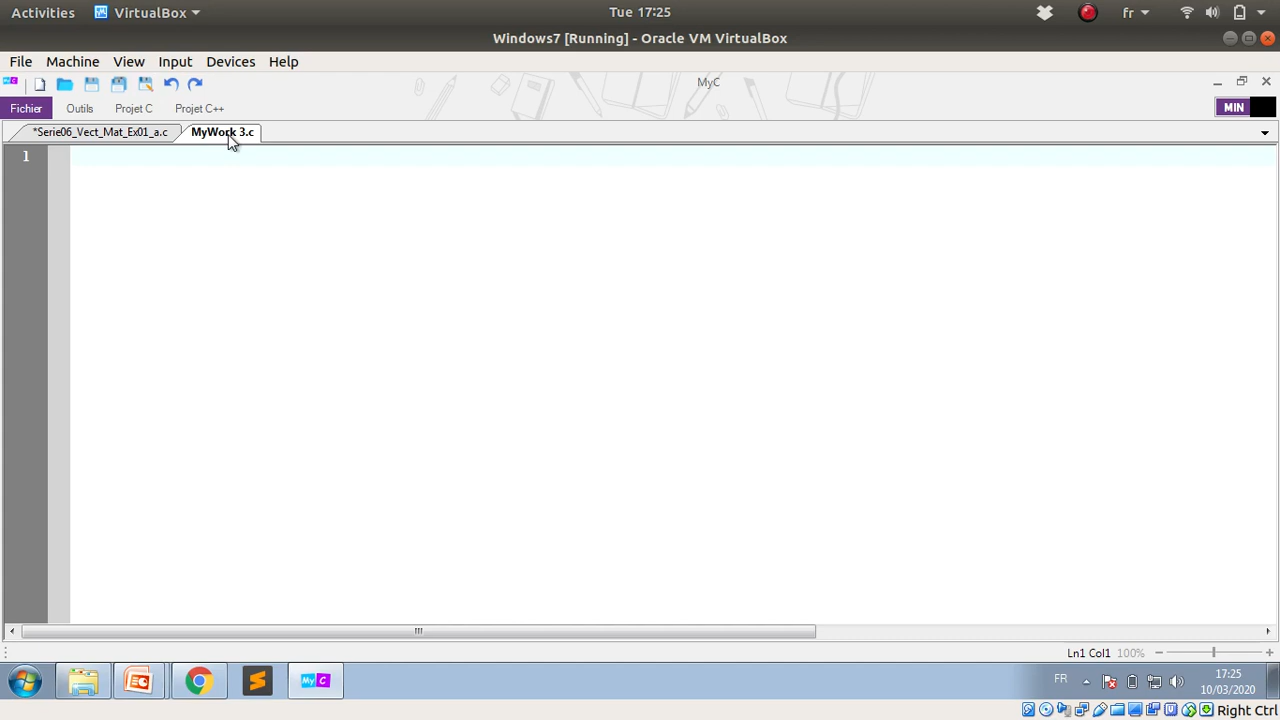 Activities VirtualBox Tue 17:25 fr
Windows7 [Running] - Oracle VM VirtualBox
File Machine View Input Devices Help
MyC MyC
Fichier Outils Projet C Projet C++ MIN
*Serie06_Vect_Mat_Ex01_a.c MyWork 3.c
1
Ln1 Col1 100%
My C FR 17:25
10/03/2020
Right Ctrl